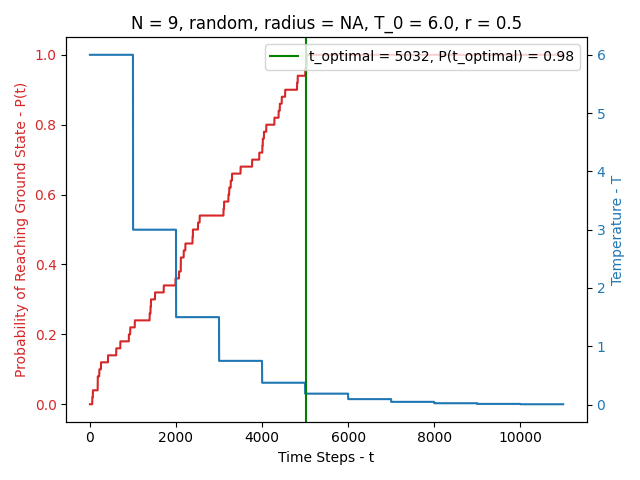 N = 9, random, radius = NA, T_0 = 6.0, r = 0.5
t_optimal = 5032, P(t_optimal) = 0.98
Probability of Reaching Ground State - P(t)
1.0
0.8
0.6
0.4
0.2
0.0
6
5
4
3
2
1
0
Temperature - T
0 2000 4000 6000 8000 10000
Time Steps - t